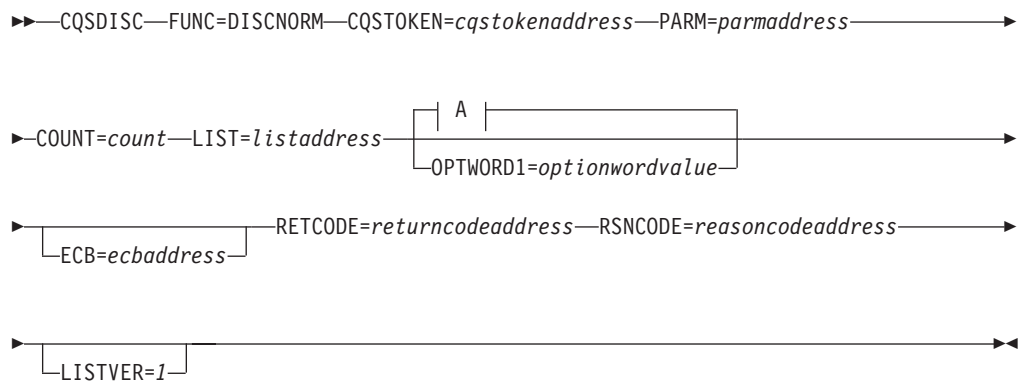 CQSDISC FUNC=DISCNORM CQSTOKEN=cqstokenaddress PARM=parmaddress
A
COUNT=count LIST=listaddress
OPTWORD1=optionwordvalue
RETCODE=returncodeaddress RSNCODE=reasoncodeaddress
ECB=ecbaddress
LISTVER=1